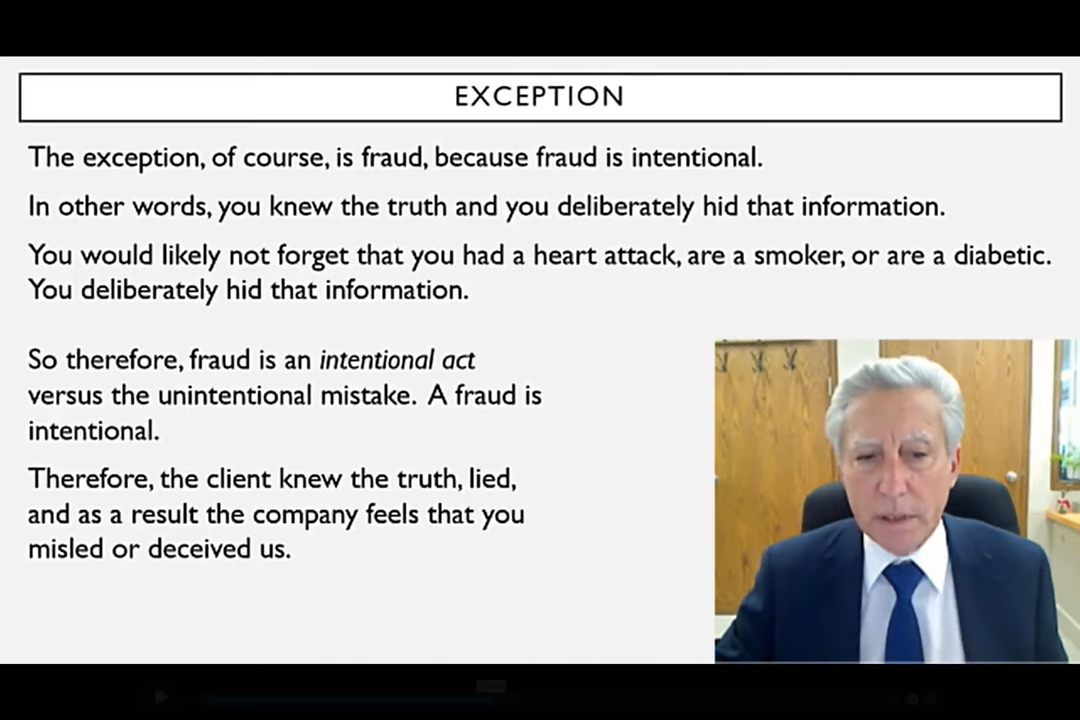 EXCEPTION
The exception, of course, is fraud, because fraud is intentional.
In other words, you knew the truth and you deliberately hid that information.
You would likely not forget that you had a heart attack, are a smoker, or are a diabetic.
You deliberately hid that information.
So therefore, fraud is an intentional act
versus the unintentional mistake. A fraud is
intentional.
Therefore, the client knew the truth, lied,
and as a result the company feels that you
misled or deceived us.